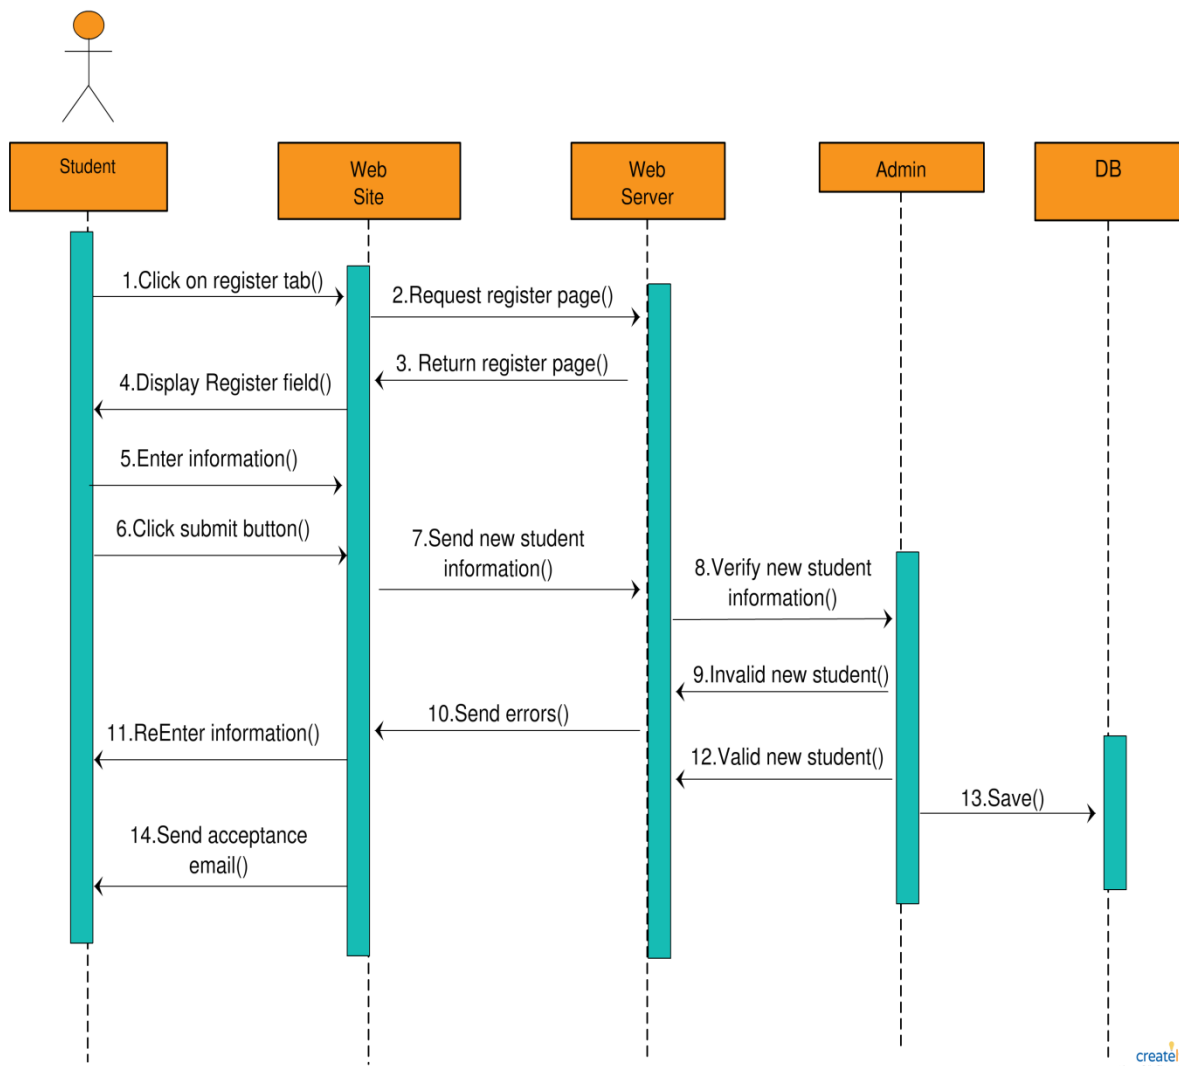 Student
Web
Site
Web
Server
Admin
DB
1.Click on register tab()
2.Request register page()
3. Return register page()
4.Display Register field()
5.Enter information()
6.Click submit button()
7.Send new student
information()
8.Verify new student
information()
9.Invalid new student()
10.Send errors()
11.ReEnter information()
12.Valid new student()
13.Save()
14.Send acceptance
email()
create